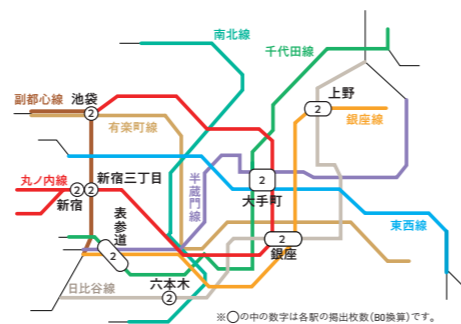 南北線
千代田線
副都心線
池袋
2
有楽町線
上野
2
銀座線
丸ノ内線
新宿三丁目
2
2
新宿
半蔵門線
2
大手町
表参道
2
東西線
2
銀座
六本木
2
日比谷線
※○の中の数字は各駅の掲出枚数(B0換算)です。